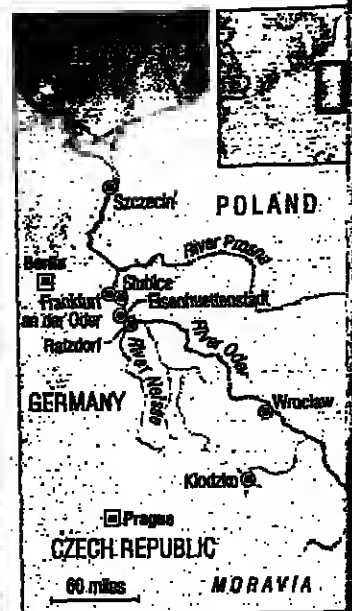 Szczecin
POLAND
River Prosna
Berlin
Slubice
Frankfurt
an der Oder
Eisenhuettenstadt
Ratzdorf
River Oder
River Neisse
GERMANY
Wroclaw
Klodzko
Prague
CZECH REPUBLIC
60 miles
MORAVIA